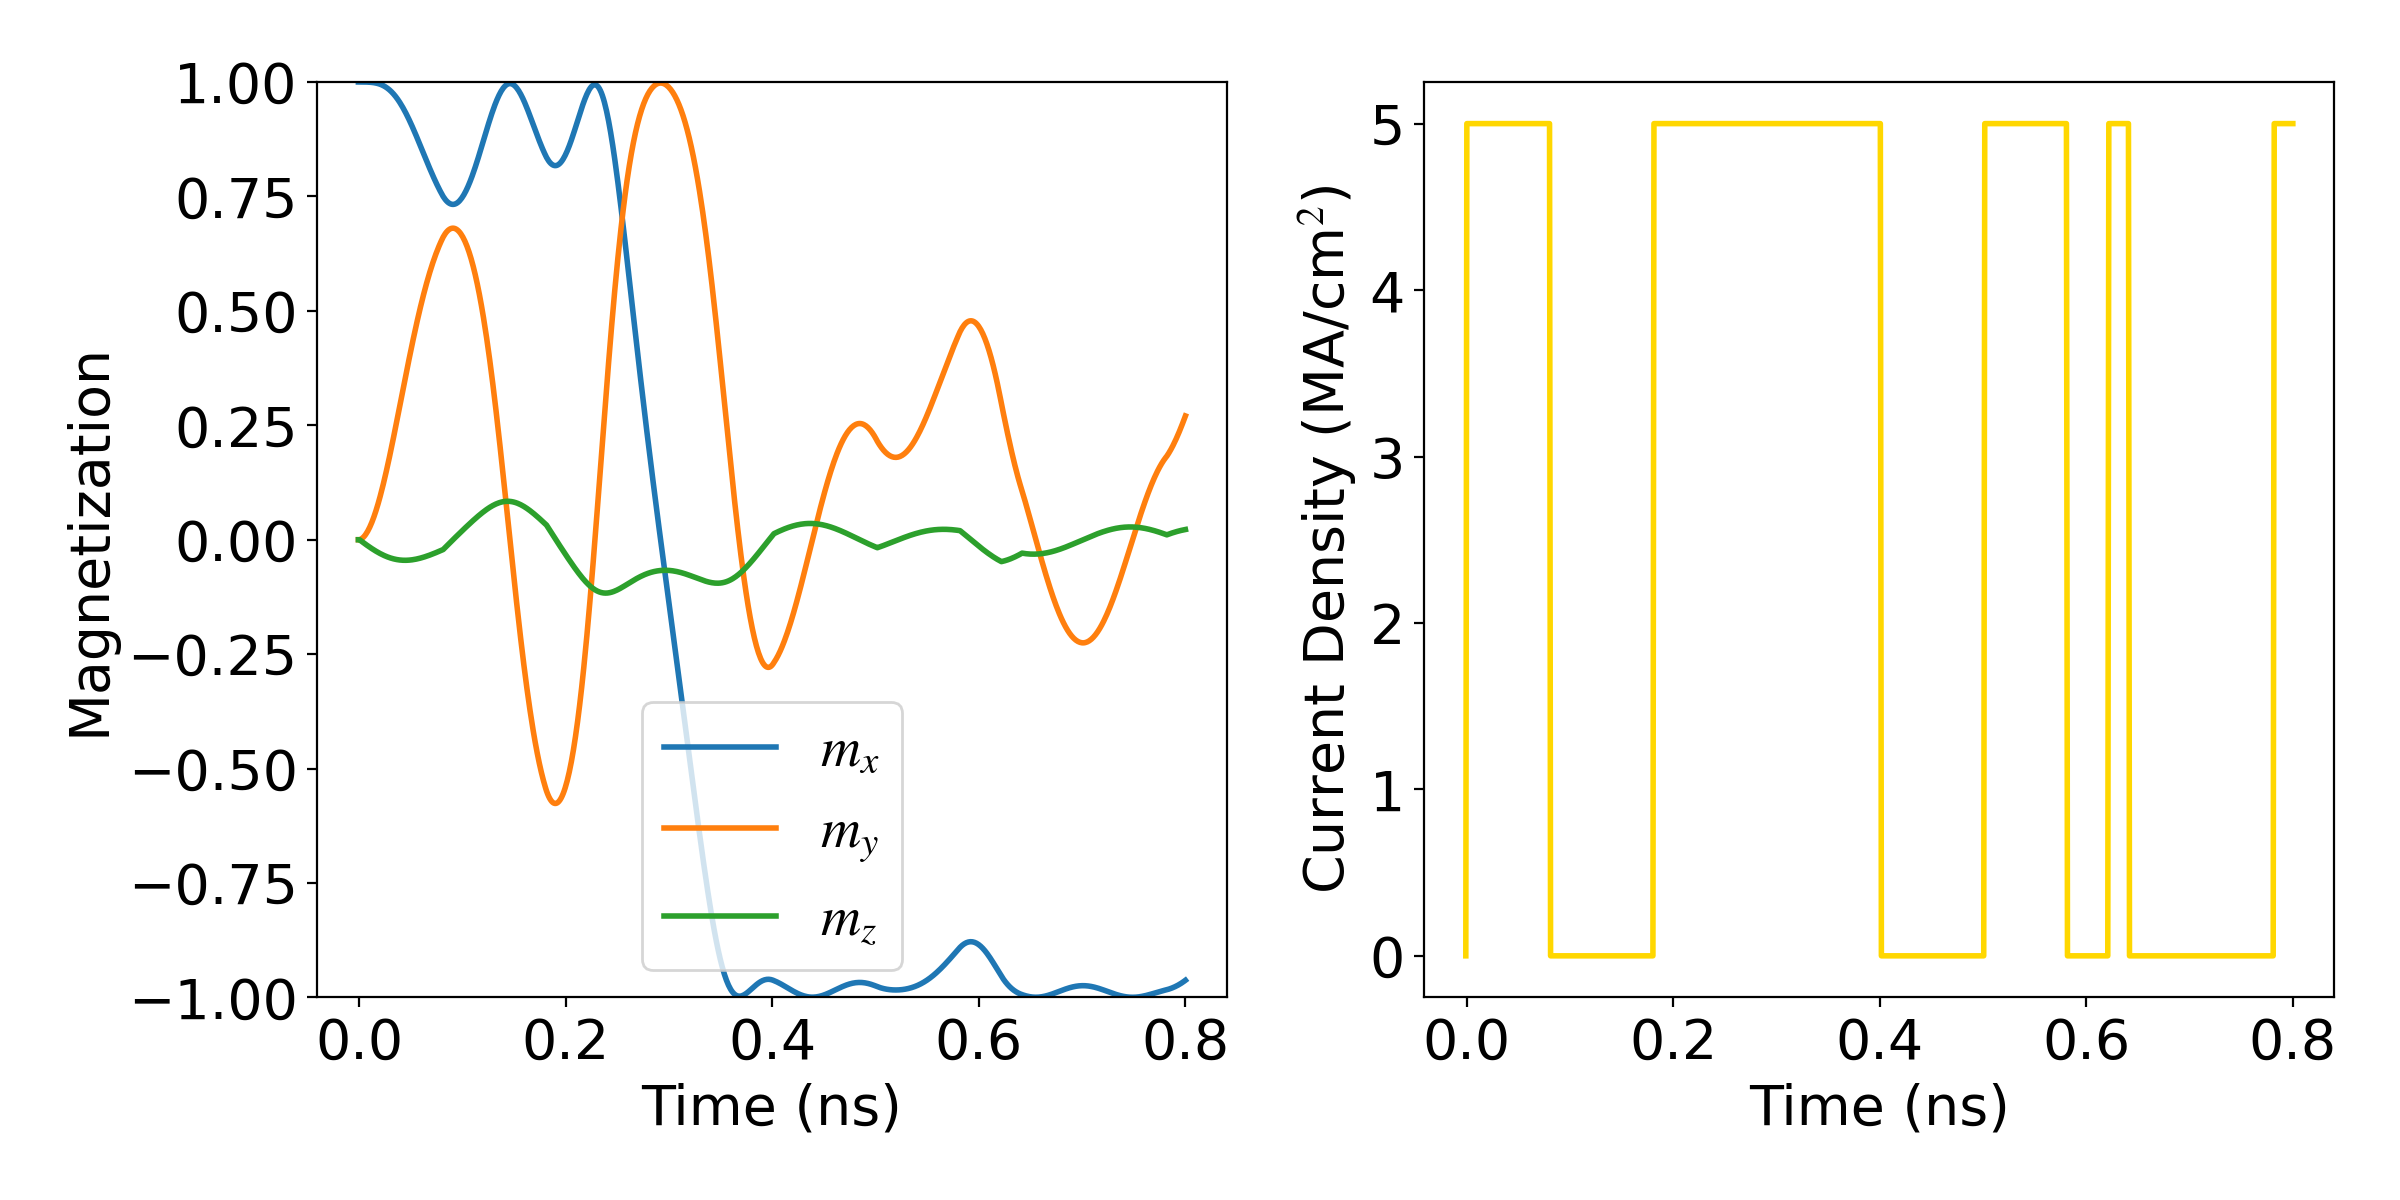 Magnetization
1.00
0.75
0.50
0.25
0.00
−0.25
−0.50
−0.75
−1.00
0.0 0.2 0.4 0.6 0.8
Time (ns)
m_x
m_y
m_z
Current Density (MA/cm²)
5
4
3
2
1
0
0.0 0.2 0.4 0.6 0.8
Time (ns)